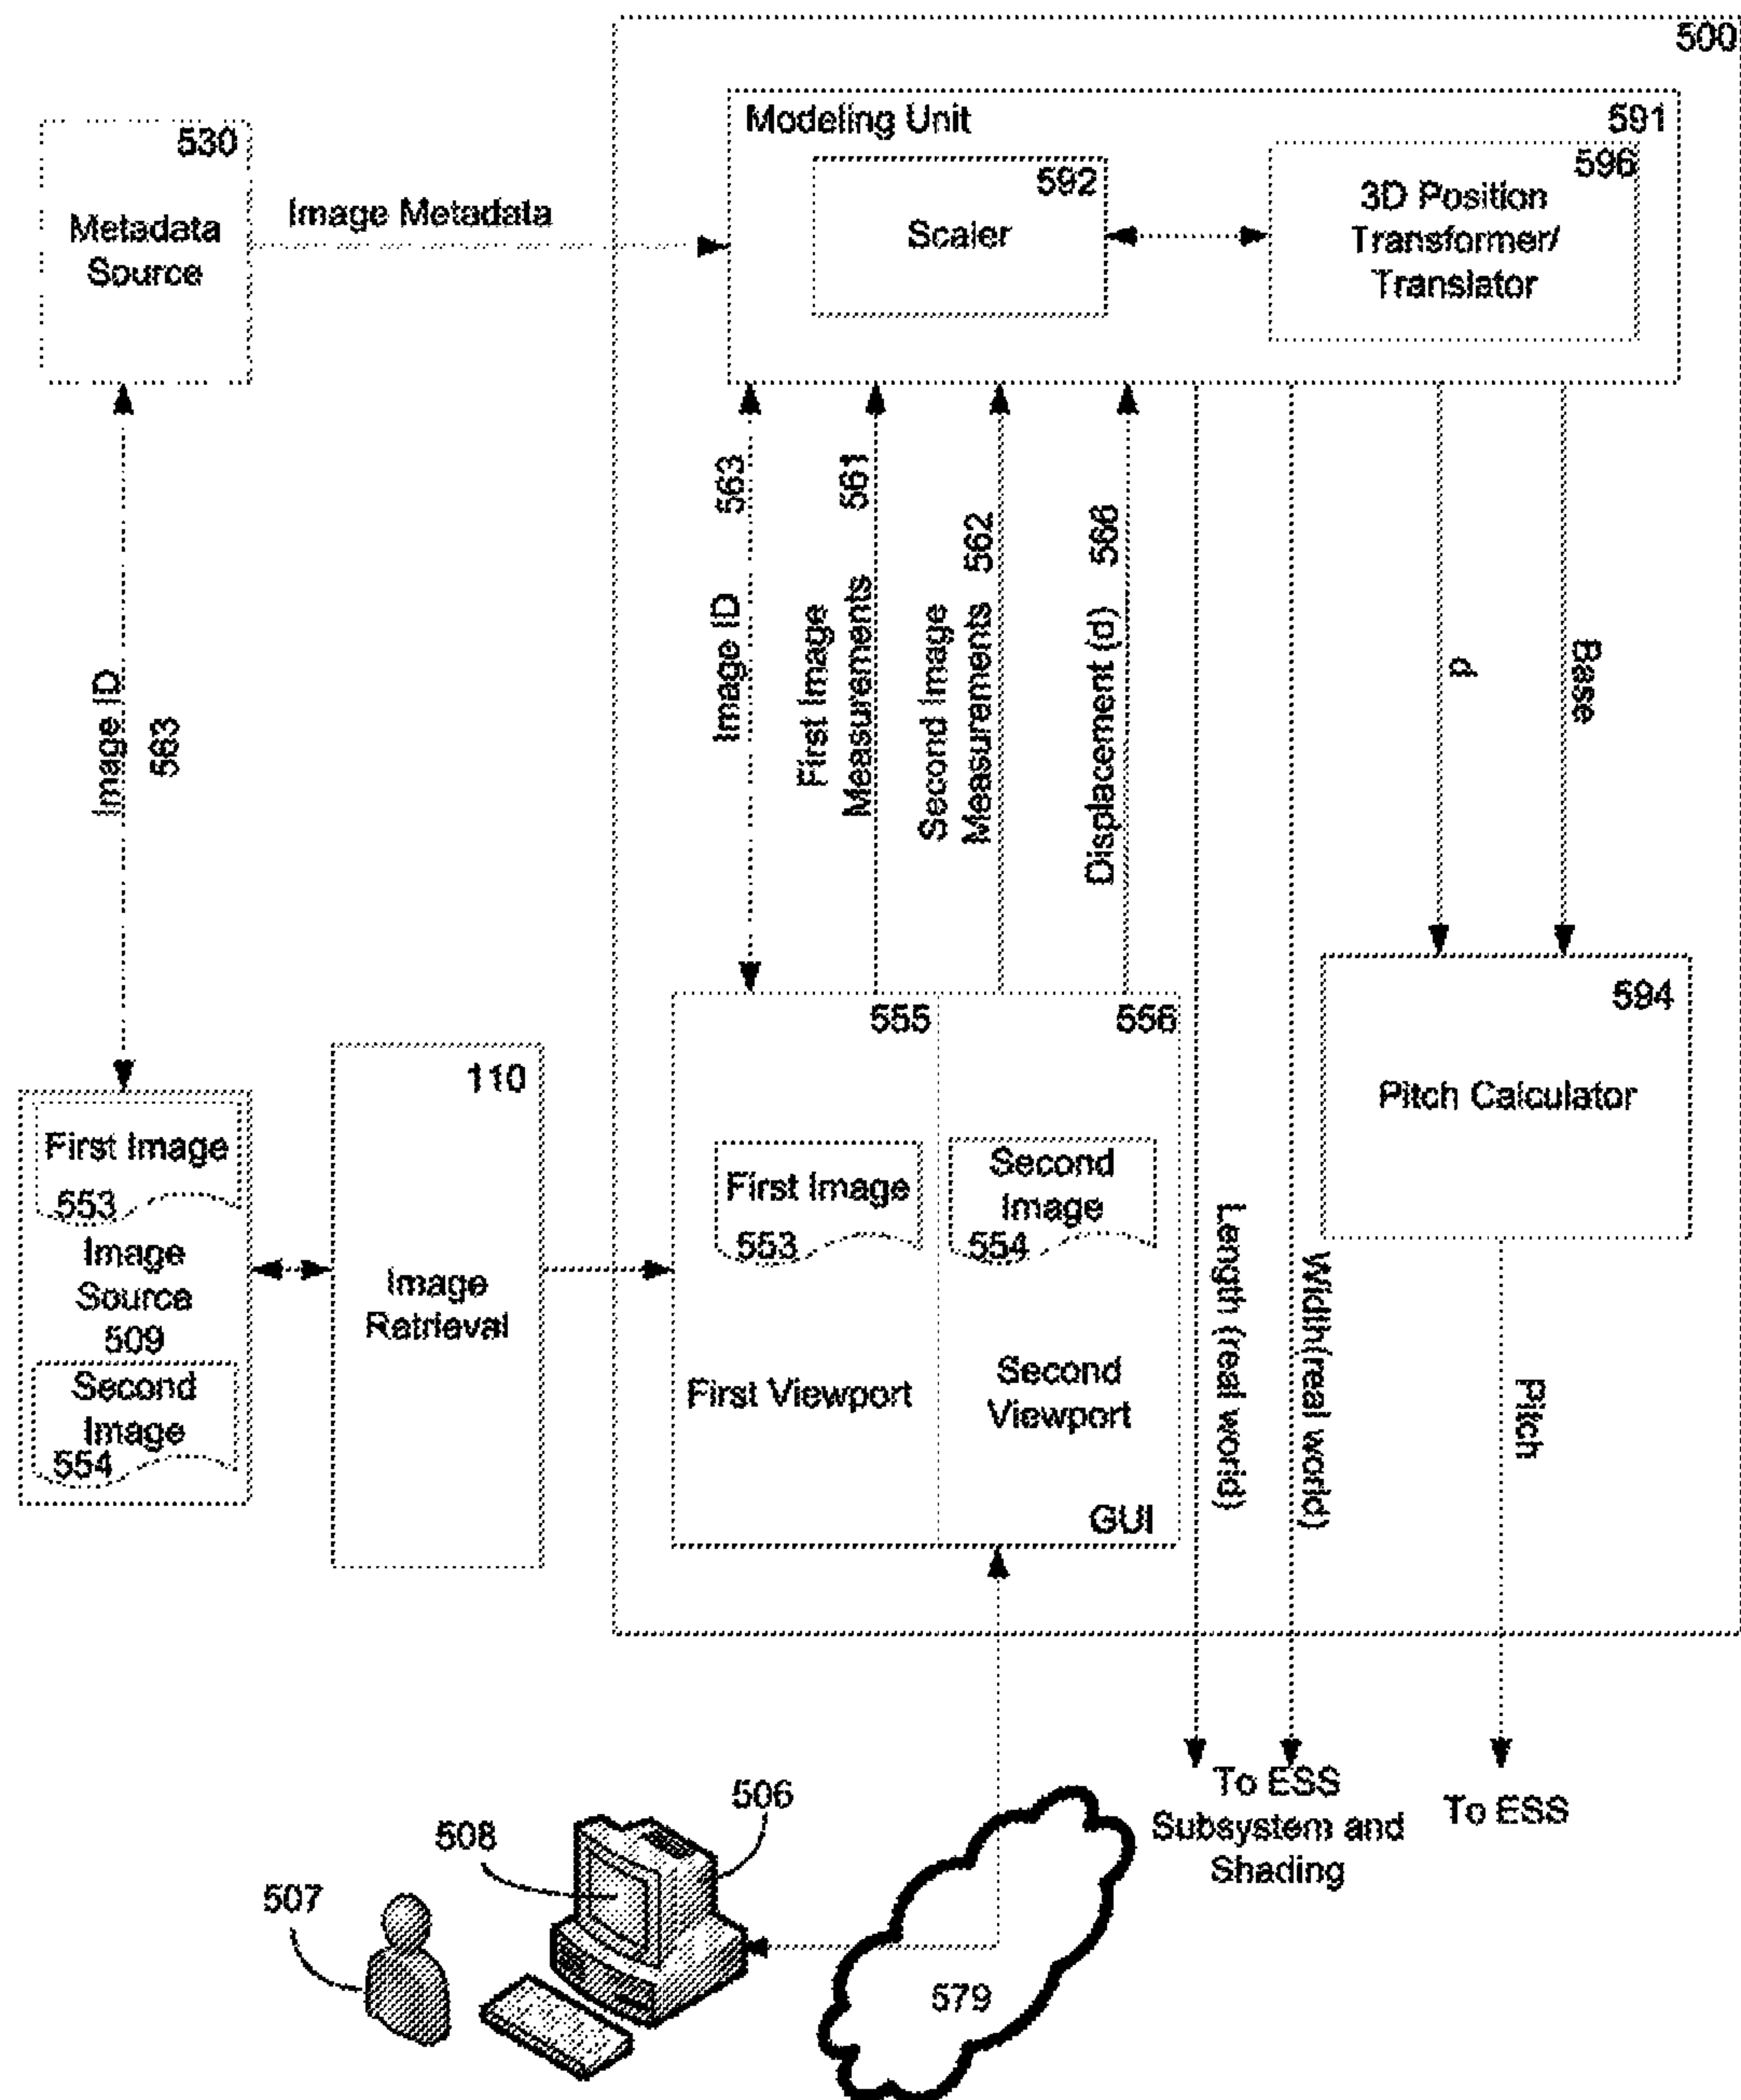 500
Modeling Unit
591
530
Metadata
Source
Image Metadata
592
Scaler
596
3D Position
Transformer/
Translator
Image ID
563
Image ID 563
First Image
Measurements 561
Second Image
Measurements 562
Displacement (d) 566
d
Base
594
Pitch Calculator
Pitch
To ESS
Length (real world)
Width(real world)
To ESS
Subsystem and
Shading
First Image
553
Image
Source
509
Second
Image
554
110
Image
Retrieval
555
First Image
553
First Viewport
556
Second
Image
554
Second
Viewport
GUI
506
508
507
579